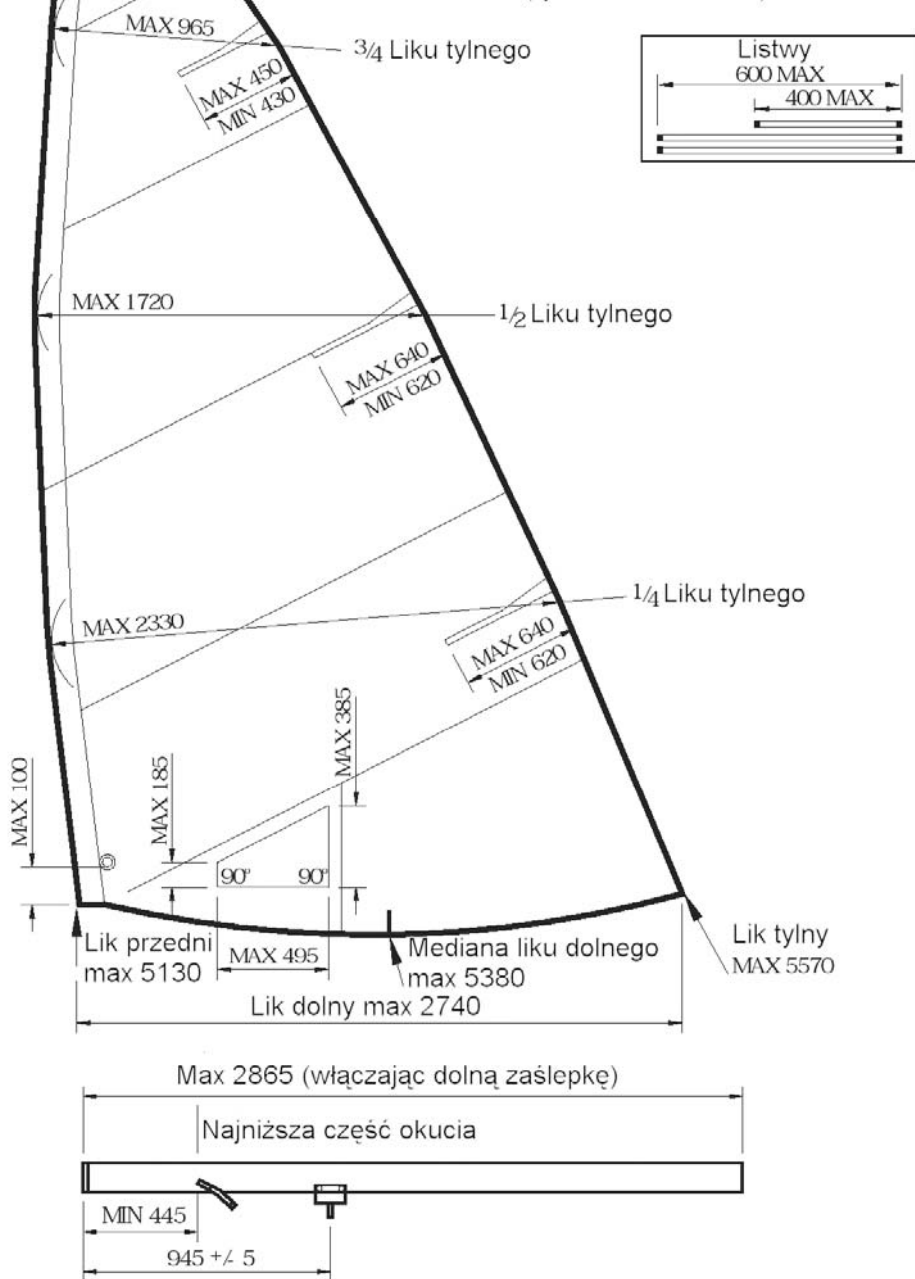 MAX 965
3/4 Liku tylnego
Listwy
600 MAX
400 MAX
MAX 450
MIN 430
MAX 1720
1/2 Liku tylnego
MAX 640
MIN 620
1/4 Liku tylnego
MAX 2330
MAX 640
MIN 620
MAX 385
MAX 185
MAX 100
90°
90°
Lik przedni
max 5130
MAX 495
Mediana liku dolnego
max 5380
Lik tylny
MAX 5570
Lik dolny max 2740
Max 2865 (włączając dolną zaślepkę)
Najniższa część okucia
MIN 445
945 +/- 5